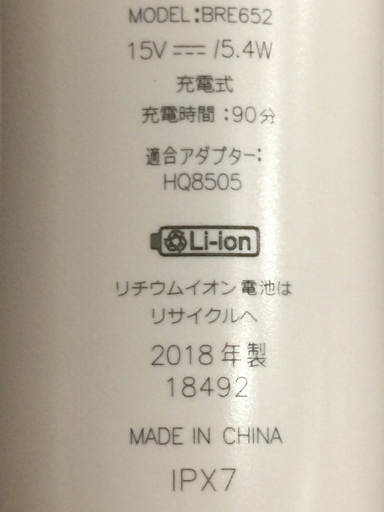 MODEL:BRE652
15V⎓/5.4W
充電式
充電時間:90分
適合アダプター:
HQ8505
Li-ion
リチウムイオン電池は
リサイクルへ
2018年製
18492
MADE IN CHINA
IPX7